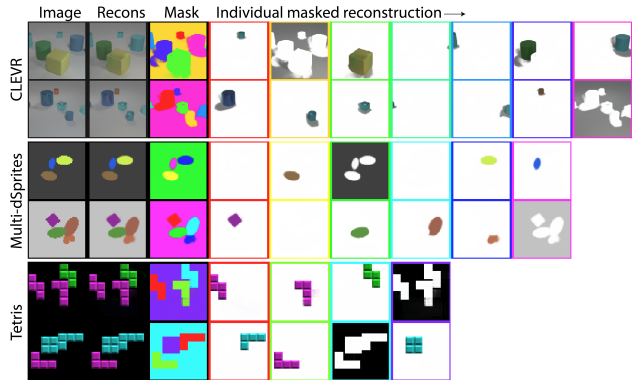 Image Recons Mask Individual masked reconstruction →
CLEVR
Multi-dSprites
Tetris